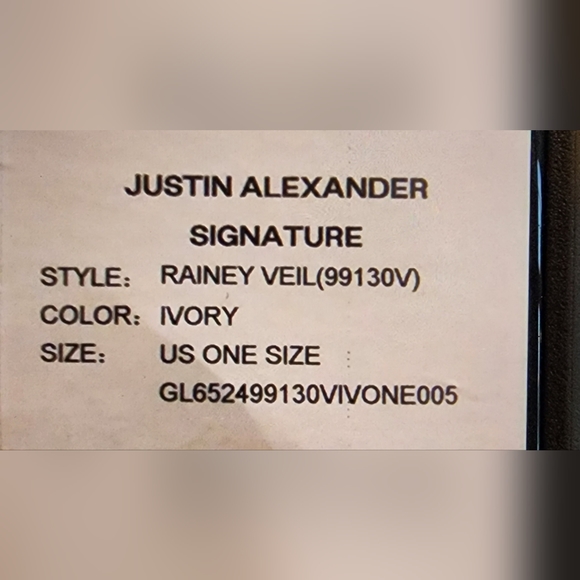 JUSTIN ALEXANDER
SIGNATURE
STYLE: RAINEY VEIL(99130V)
COLOR: IVORY
SIZE: US ONE SIZE
GL652499130VIVONE005